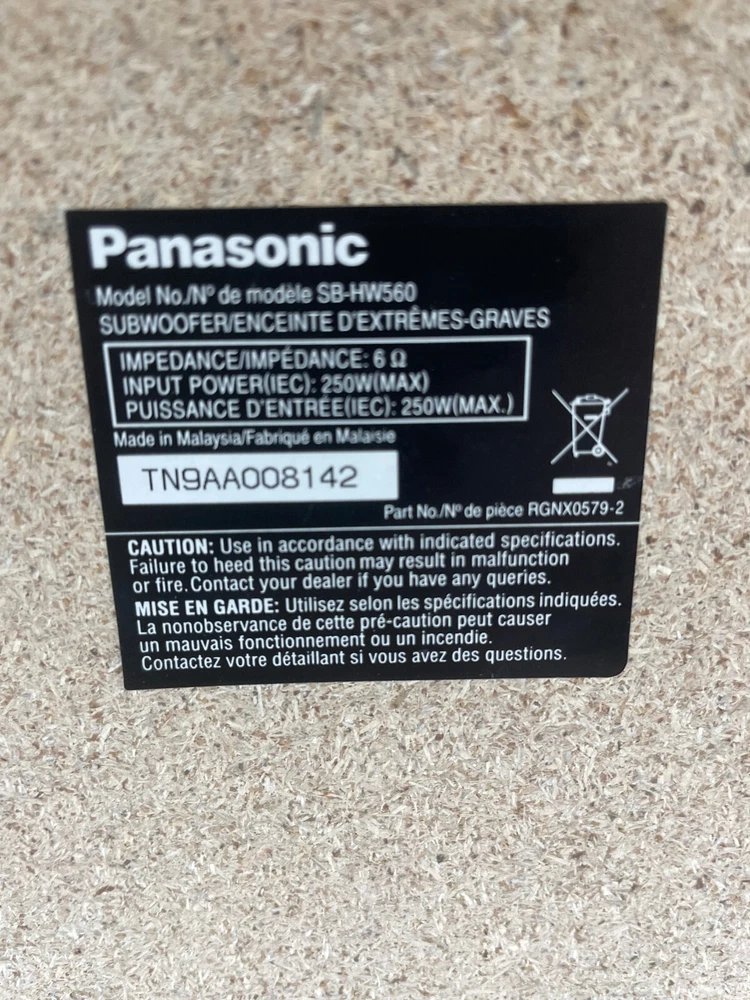 Panasonic
Model No./Nº de modèle SB-HW560
SUBWOOFER/ENCEINTE D'EXTRÊMES-GRAVES
IMPEDANCE/IMPÉDANCE: 6 Ω
INPUT POWER(IEC): 250W(MAX)
PUISSANCE D'ENTRÉE(IEC): 250W(MAX.)
Made in Malaysia/Fabriqué en Malaisie
TN9AA008142
Part No./Nº de pièce RGNX0579-2
CAUTION: Use in accordance with indicated specifications.
Failure to heed this caution may result in malfunction
or fire. Contact your dealer if you have any queries.
MISE EN GARDE: Utilisez selon les spécifications indiquées.
La nonobservance de cette pré-caution peut causer
un mauvais fonctionnement ou un incendie.
Contactez votre détaillant si vous avez des questions.